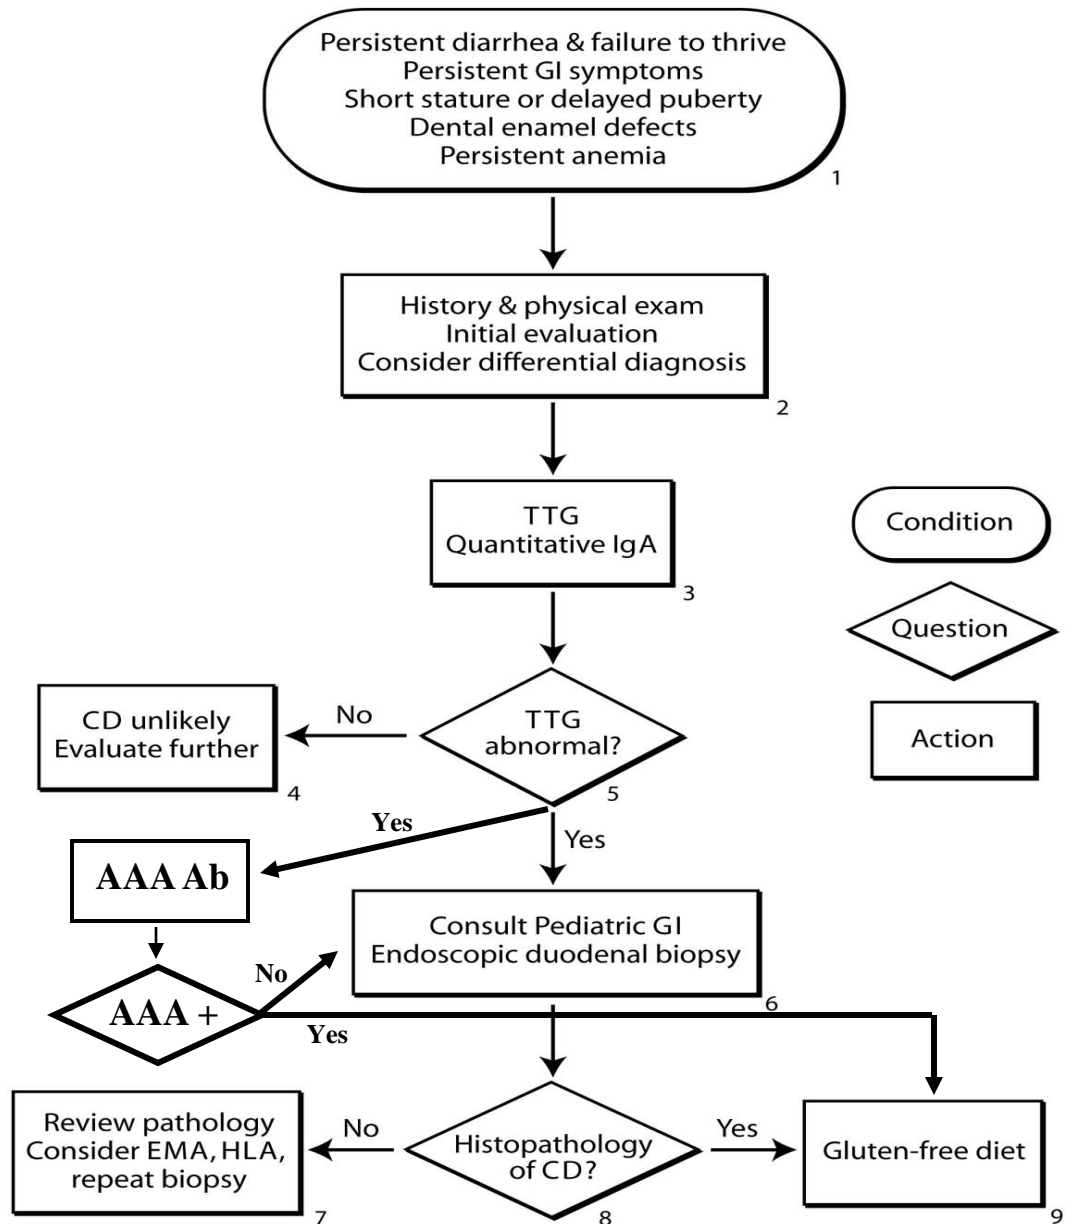 Persistent diarrhea & failure to thrive
Persistent GI symptoms
Short stature or delayed puberty
Dental enamel defects
Persistent anemia
1
History & physical exam
Initial evaluation
Consider differential diagnosis
2
TTG
Quantitative IgA
3
Condition
Question
Action
TTG
abnormal?
5
No
CD unlikely
Evaluate further
4
Yes
Yes
AAA Ab
AAA +
No
Yes
Consult Pediatric GI
Endoscopic duodenal biopsy
6
Histopathology
of CD?
8
No
Review pathology
Consider EMA, HLA,
repeat biopsy
7
Yes
Gluten-free diet
9